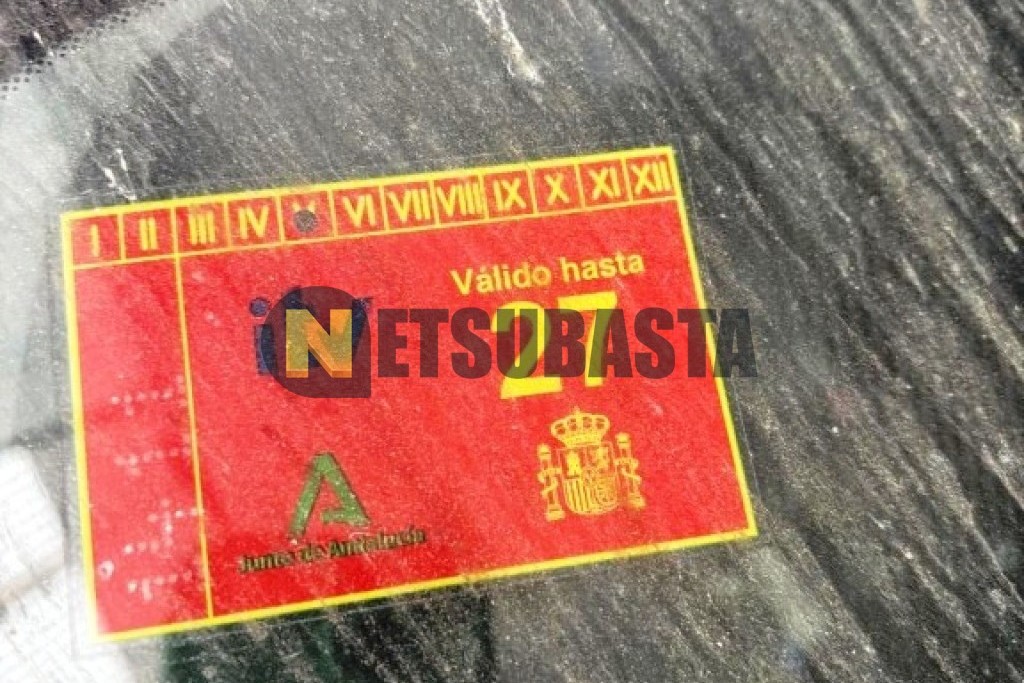 I II III IV V VI VII VIII IX X XI XII
Válido hasta
27
NETSUBASTA
Junta de Andalucía